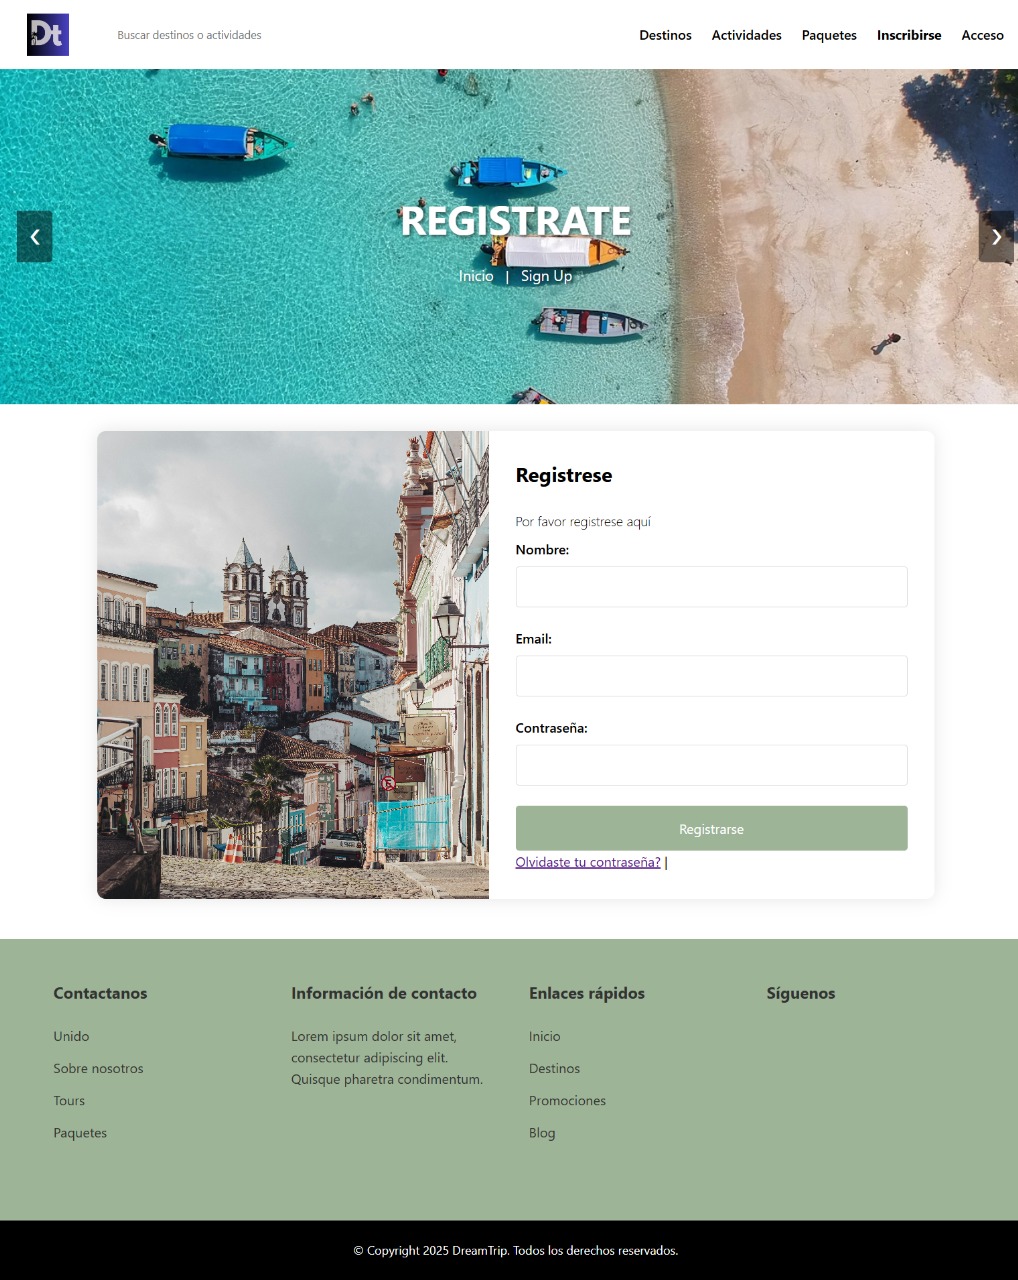 Dt
Buscar destinos o actividades
Destinos Actividades Paquetes Inscribirse Acceso
REGISTRATE
Inicio | Sign Up
Registrese
Por favor registrese aquí
Nombre:
Email:
Contraseña:
Registrarse
Olvidaste tu contraseña? |
Contactanos
Unido
Sobre nosotros
Tours
Paquetes
Información de contacto
Lorem ipsum dolor sit amet,
consectetur adipiscing elit.
Quisque pharetra condimentum.
Enlaces rápidos
Inicio
Destinos
Promociones
Blog
Síguenos
© Copyright 2025 DreamTrip. Todos los derechos reservados.